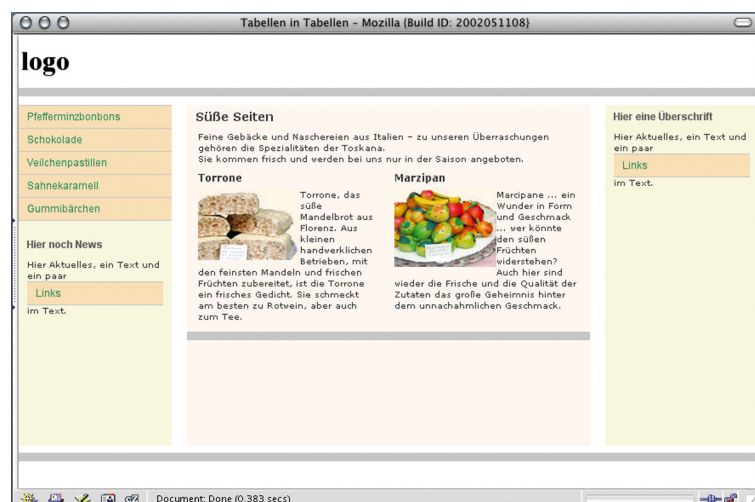 Tabellen in Tabellen – Mozilla {Build ID: 2002051108}
logo
Pfefferminzbonbons
Schokolade
Veilchenpastillen
Sahnekaramell
Gummibärchen
Hier noch News
Hier Aktuelles, ein Text und
ein paar
Links
im Text.
Süße Seiten
Feine Gebäcke und Naschereien aus Italien – zu unseren Überraschungen
gehören die Spezialitäten der Toskana.
Sie kommen frisch und werden bei uns nur in der Saison angeboten.
Torrone
Torrone, das
süße
Mandelbrot aus
Florenz. Aus
kleinen
handwerklichen
Betrieben, mit
den feinsten Mandeln und frischen
Früchten zubereitet, ist die Torrone
ein frisches Gedicht. Sie schmeckt
am besten zu Rotwein, aber auch
zum Tee.
Marzipan
Marcipane ... ein
Wunder in Form
und Geschmack
... wer könnte
den süßen
Früchten
widerstehen?
Auch hier sind
wieder die Frische und die Qualität der
Zutaten das große Geheimnis hinter
dem unnachahmlichen Geschmack.
Hier eine Überschrift
Hier Aktuelles, ein Text und
ein paar
Links
im Text.
Document: Done (0.383 secs)